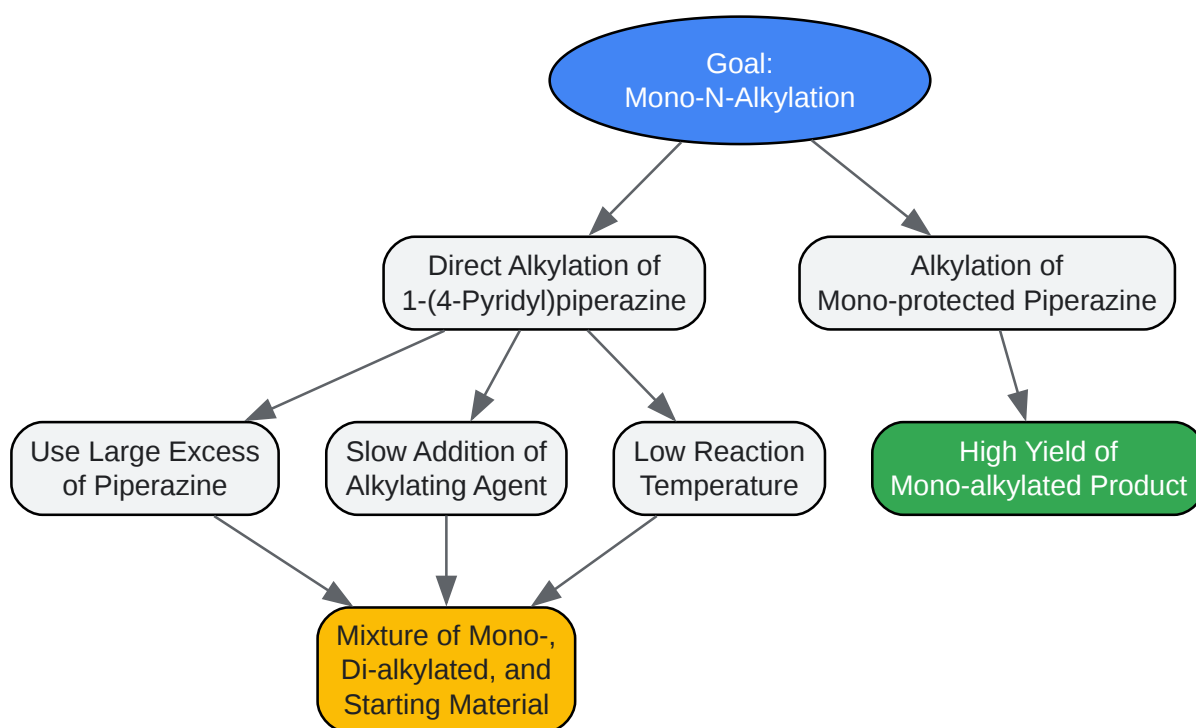 Goal:
Mono-N-Alkylation
Direct Alkylation of
1-(4-Pyridyl)piperazine
Alkylation of
Mono-protected Piperazine
Use Large Excess
of Piperazine
Slow Addition of
Alkylating Agent
Low Reaction
Temperature
High Yield of
Mono-alkylated Product
Mixture of Mono-,
Di-alkylated, and
Starting Material